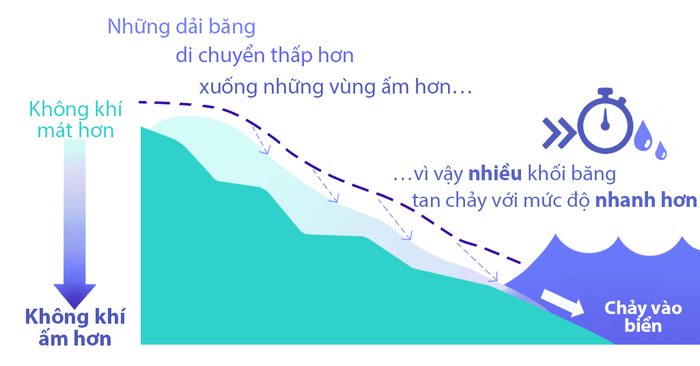 Những dải băng
di chuyển thấp hơn
xuống những vùng ấm hơn…
Không khí
mát hơn
…vì vậy nhiều khối băng
tan chảy với mức độ nhanh hơn
Không khí
ấm hơn
Chảy vào
biển